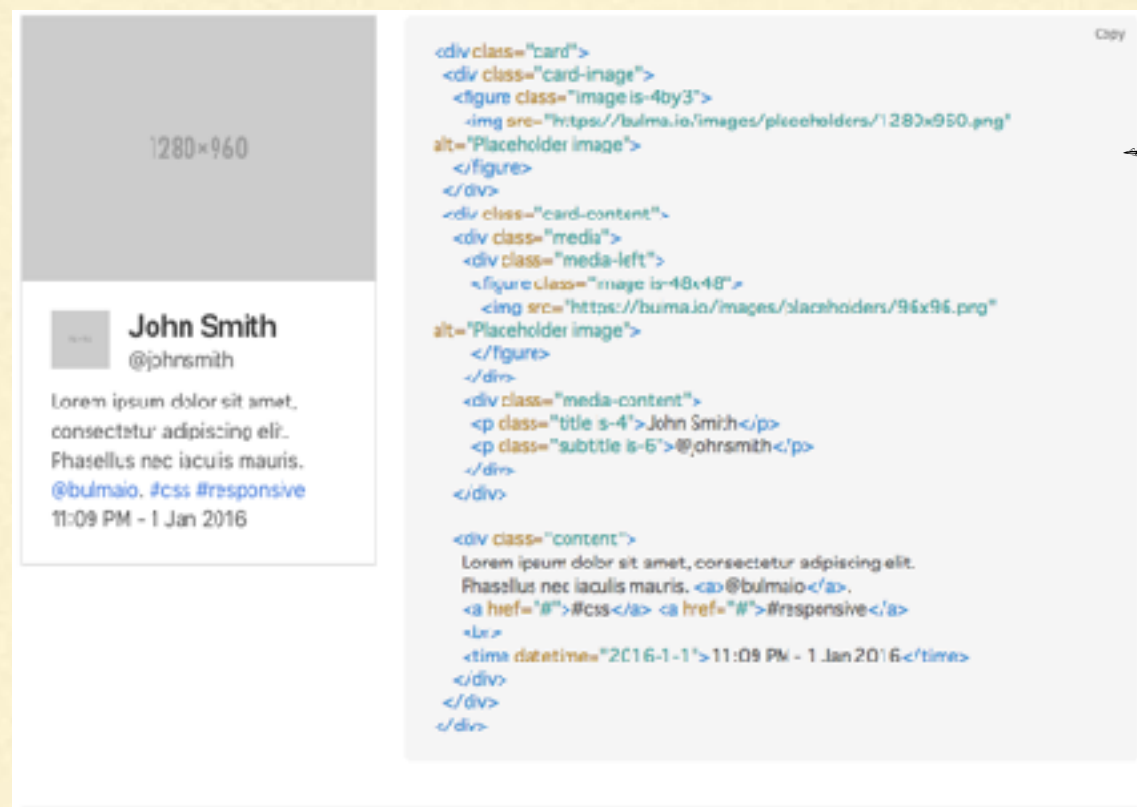 1280×960
John Smith
@johnsmith
Lorem ipsum dolor sit amet,
consectetur adipiscing elit.
Phasellus nec iaculis mauris.
@bulmaio. #css #responsive
11:09 PM - 1 Jan 2016
Copy
<div class="card">
<div class="card-image">
<figure class="image is-4by3">
<img src="https://bulma.io/images/placeholders/1280x960.png"
alt="Placeholder image">
</figure>
</div>
<div class="card-content">
<div class="media">
<div class="media-left">
<figure class="image is-48x48">
<img src="https://bulma.io/images/placeholders/96x96.png"
alt="Placeholder image">
</figure>
</div>
<div class="media-content">
<p class="title is-4">John Smith</p>
<p class="subtitle is-6">@johnsmith</p>
</div>
</div>
<div class="content">
Lorem ipsum dolor sit amet, consectetur adipiscing elit.
Phasellus nec iaculis mauris. <a>@bulmaio</a>.
<a href="#">#css</a> <a href="#">#responsive</a>
<br>
<time datetime="2016-1-1">11:09 PM - 1 Jan 2016</time>
</div>
</div>
</div>